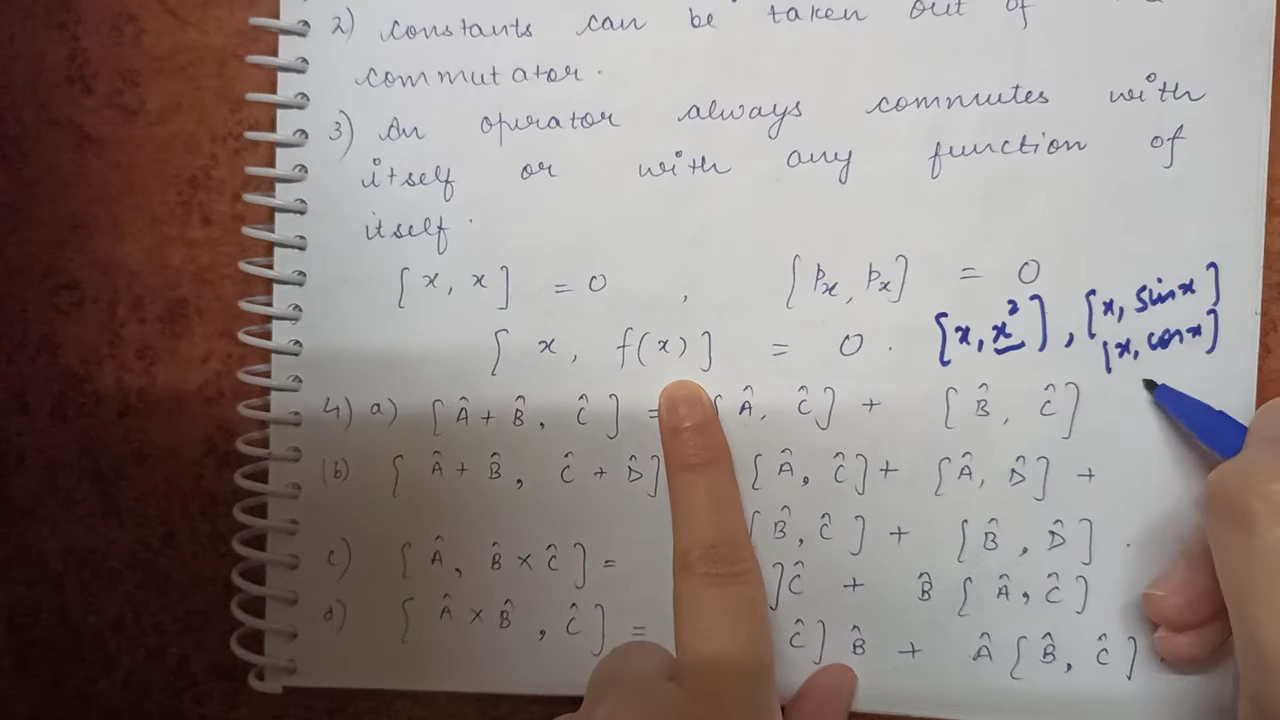 2) constants can be taken out of
commutator.
3) An operator always commutes with
itself or with any function of
itself.
[x, x] = 0 , [Px, Px] = 0
[x, f(x)] = 0. [x, x²], [x, sinx]
[x, cosx]
4) a) [Â + B̂, Ĉ] = [Â, Ĉ] + [B̂, Ĉ]
(b) [Â + B̂, Ĉ + D̂] [Â, Ĉ] + [Â, D̂] +
[B̂, Ĉ] + [B̂, D̂].
c) [Â, B̂ × Ĉ] = ]Ĉ + B̂ [Â, Ĉ]
d) [Â × B̂, Ĉ] = Ĉ] B̂ + Â [B̂, Ĉ].